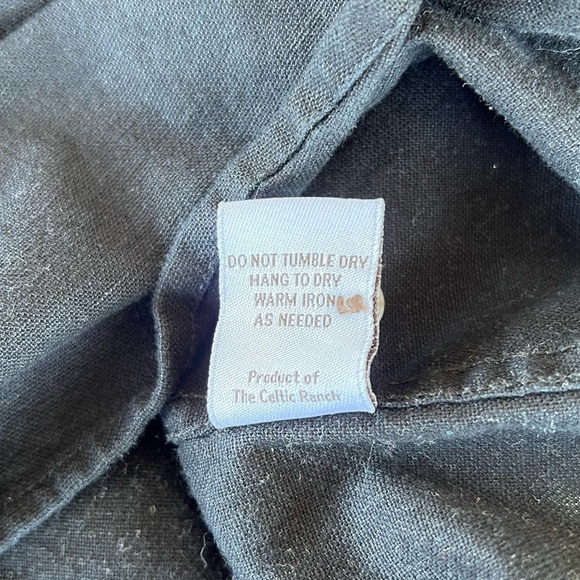 DO NOT TUMBLE DRY
HANG TO DRY
WARM IRON
AS NEEDED
Product of
The Celtic Ranch